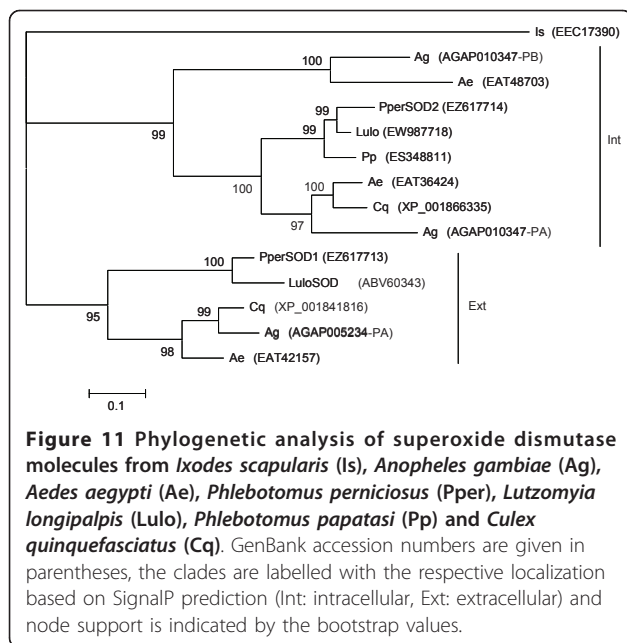 Is (EEC17390)
100
Ag (AGAP010347-PB)
Ae (EAT48703)
99
99
PperSOD2 (EZ617714)
99
Lulo (EW987718)
Pp (ES348811)
Int
100
100
Ae (EAT36424)
Cq (XP_001866335)
97
Ag (AGAP010347-PA)
PperSOD1 (EZ617713)
100
LuloSOD (ABV60343)
95
99
Cq (XP_001841816)
Ext
Ag (AGAP005234-PA)
98
Ae (EAT42157)
0.1
Figure 11 Phylogenetic analysis of superoxide dismutase
molecules from Ixodes scapularis (Is), Anopheles gambiae (Ag),
Aedes aegypti (Ae), Phlebotomus perniciosus (Pper), Lutzomyia
longipalpis (Lulo), Phlebotomus papatasi (Pp) and Culex
quinquefasciatus (Cq). GenBank accession numbers are given in
parentheses, the clades are labelled with the respective localization
based on SignalP prediction (Int: intracellular, Ext: extracellular) and
node support is indicated by the bootstrap values.